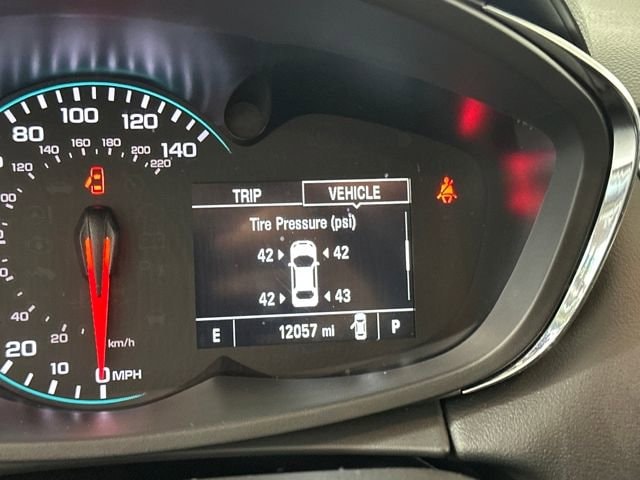 80 100 120 140
120 140 160 180 200 220
TRIP VEHICLE
Tire Pressure (psi)
42 42
42 43
E 12057 mi P
40
20
km/h
20 10 0 MPH